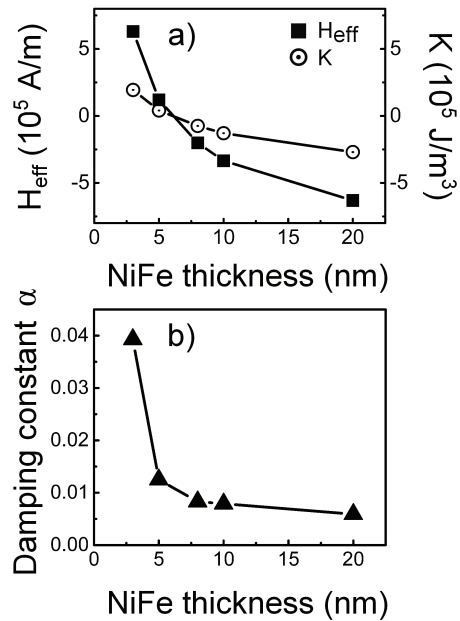 a)
H_eff
K
5
0
-5
H_eff (10^5 A/m)
5
0
-5
K (10^5 J/m^3)
0 5 10 15 20
NiFe thickness (nm)
b)
0.04
0.03
0.02
0.01
0.00
Damping constant α
0 5 10 15 20
NiFe thickness (nm)